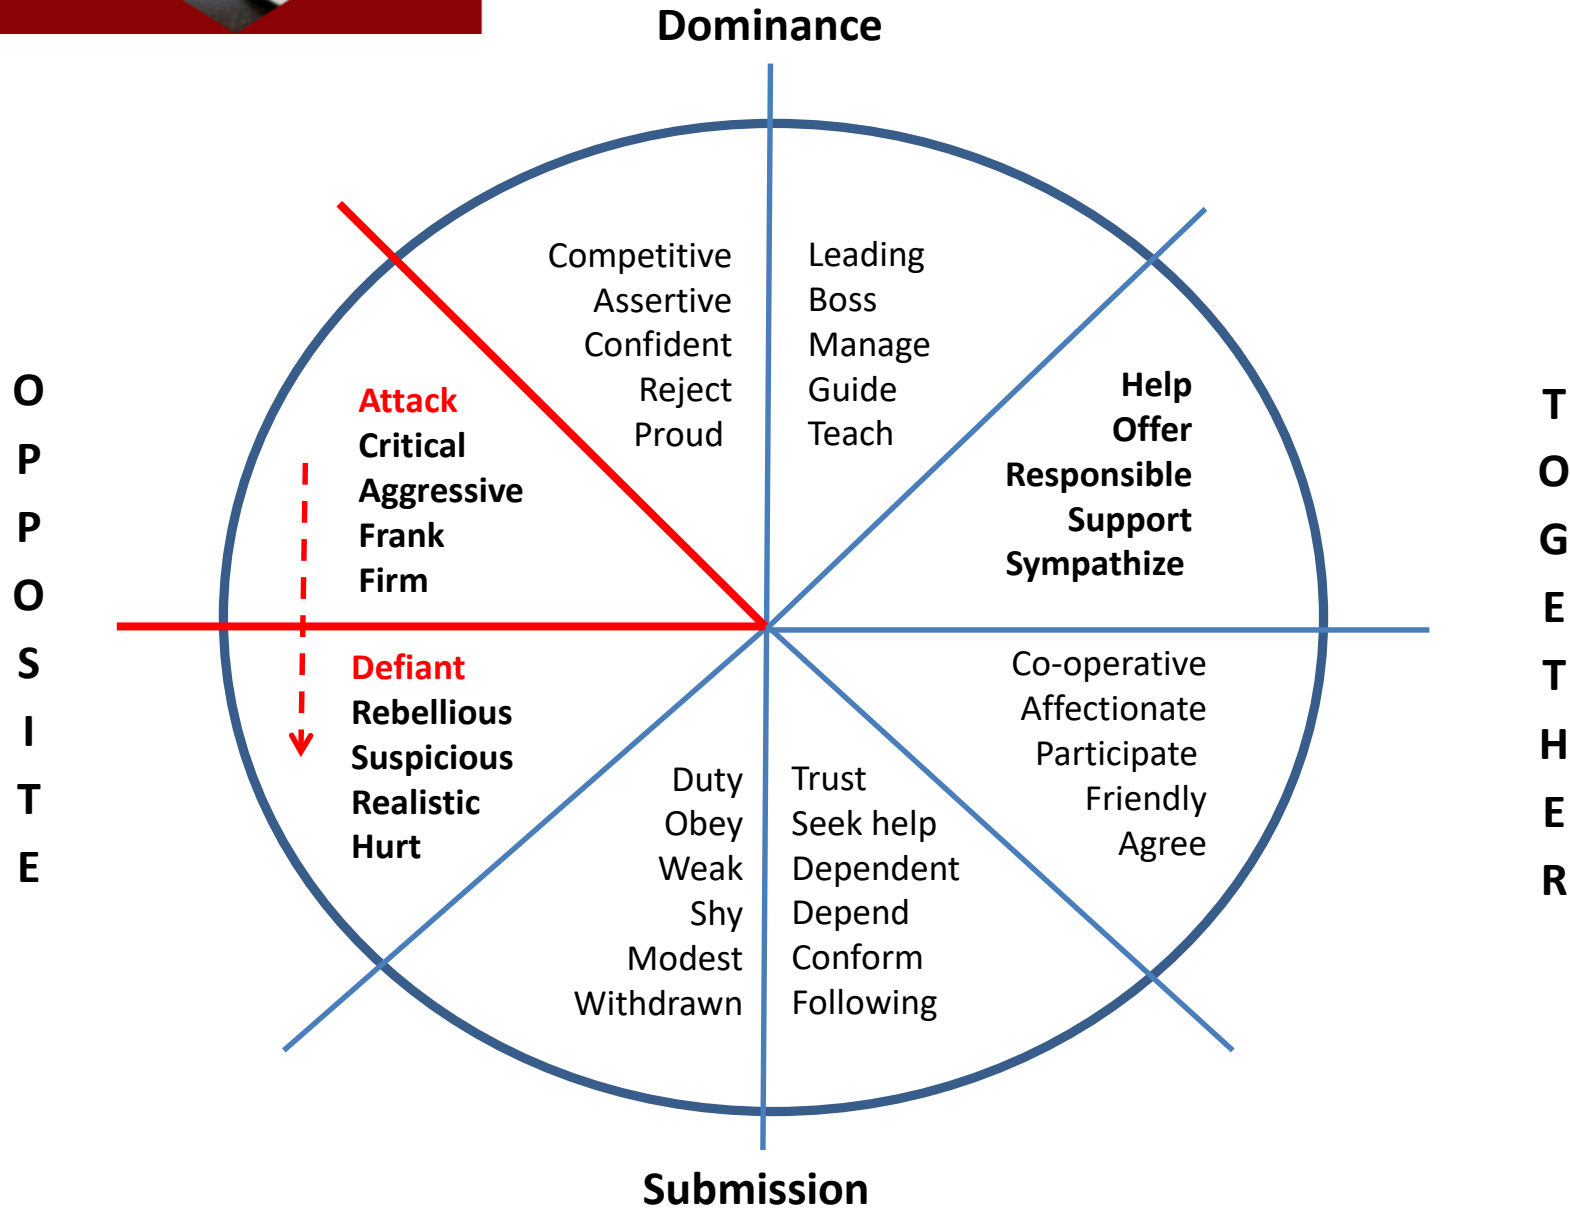 Dominance
OPPOSITE
Competitive
Assertive
Confident
Reject
Proud
Leading
Boss
Manage
Guide
Teach
Attack
Critical
Aggressive
Frank
Firm
Help
Offer
Responsible
Support
Sympathize
TOGETHER
Defiant
Rebellious
Suspicious
Realistic
Hurt
Co-operative
Affectionate
Participate
Friendly
Agree
Duty
Obey
Weak
Shy
Modest
Withdrawn
Trust
Seek help
Dependent
Depend
Conform
Following
Submission